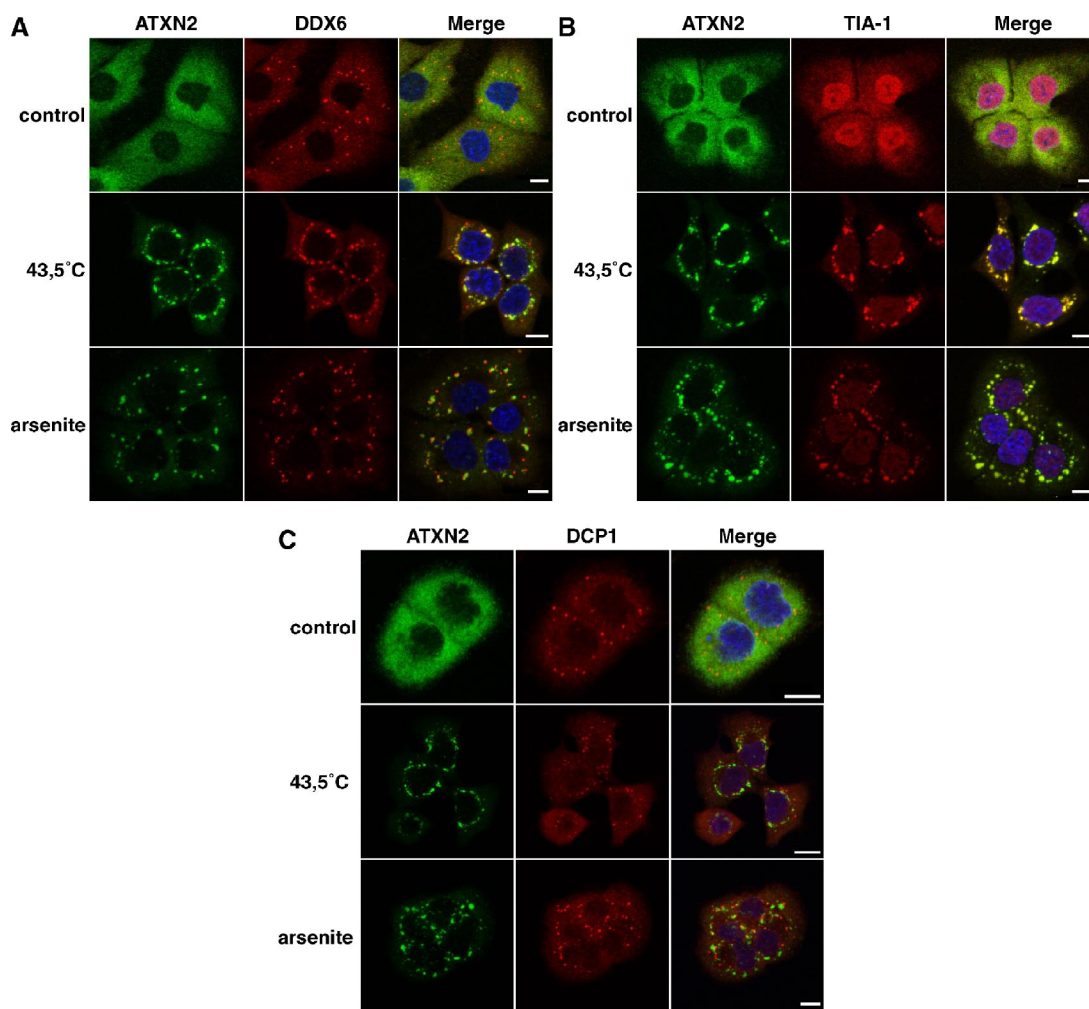 A
ATXN2 DDX6 Merge
control
43,5°C
arsenite
B
ATXN2 TIA-1 Merge
control
43,5°C
arsenite
C
ATXN2 DCP1 Merge
control
43,5°C
arsenite